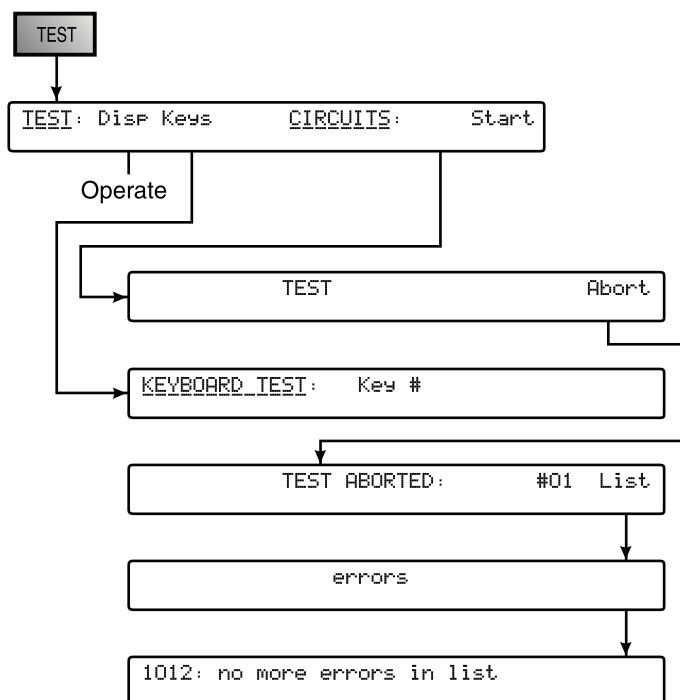 TEST
TEST: Disp Keys CIRCUITS: Start
Operate
TEST Abort
KEYBOARD TEST: Key #
TEST ABORTED: #01 List
errors
1012: no more errors in list